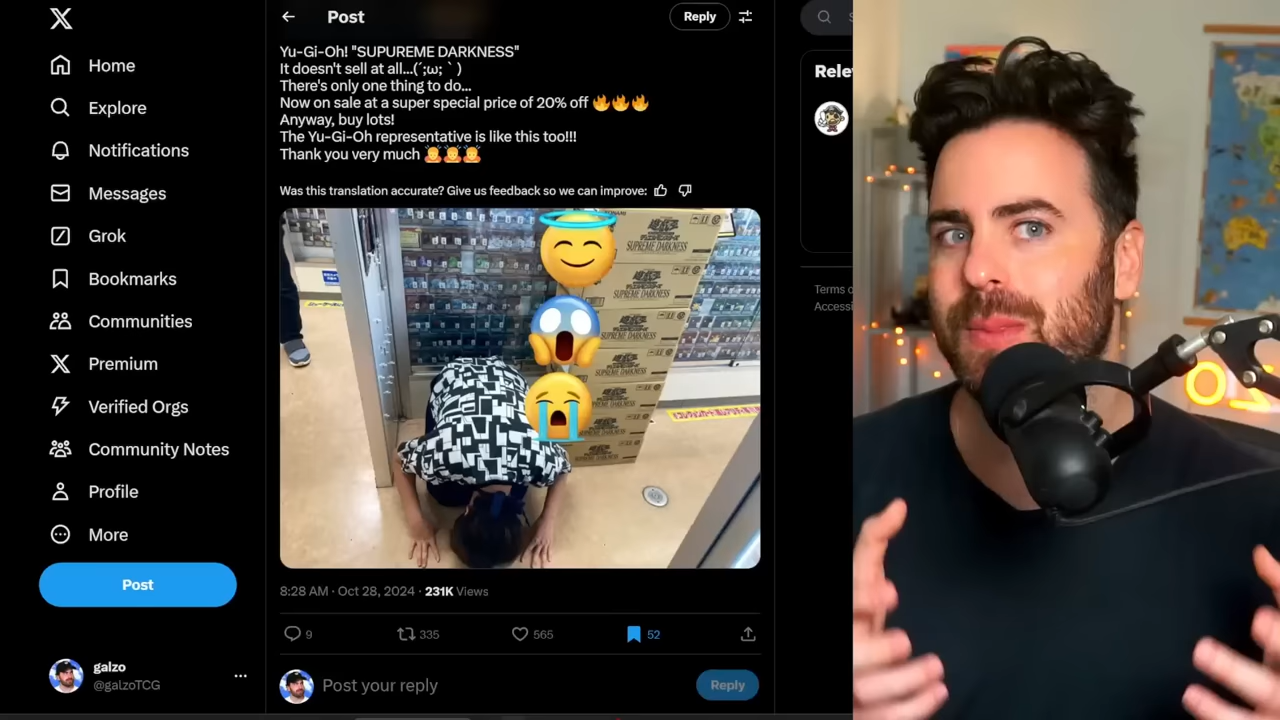 Post
Reply
Home
Explore
Notifications
Messages
Grok
Bookmarks
Communities
Premium
Verified Orgs
Community Notes
Profile
More
Post
galzo
@galzoTCG
Yu-Gi-Oh! "SUPUREME DARKNESS"
It doesn't sell at all...(´;ω;｀)
There's only one thing to do...
Now on sale at a super special price of 20% off 🔥🔥🔥
Anyway, buy lots!
The Yu-Gi-Oh representative is like this too!!!
Thank you very much 🙇🙇🙇
Was this translation accurate? Give us feedback so we can improve:
KONAMI
SUPREME DARKNESS
SUPREME DARKNESS
SUPREME DARKNESS
SUPREME DARKNESS
8:28 AM · Oct 28, 2024 · 231K Views
9 335 565 52
Post your reply
Reply
Rele
Terms o
Accessi